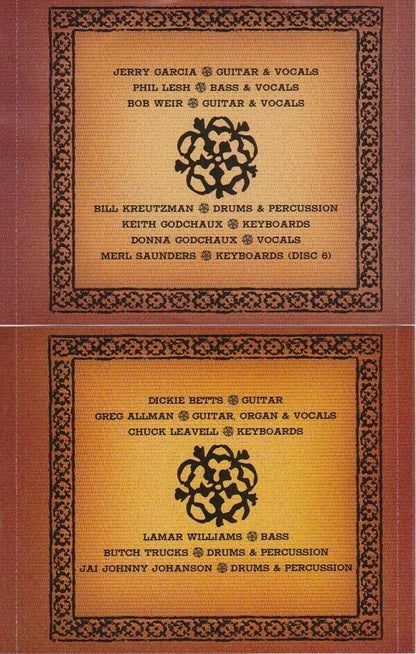 JERRY GARCIA GUITAR & VOCALS
PHIL LESH BASS & VOCALS
BOB WEIR GUITAR & VOCALS
BILL KREUTZMAN DRUMS & PERCUSSION
KEITH GODCHAUX KEYBOARDS
DONNA GODCHAUX VOCALS
MERL SAUNDERS KEYBOARDS (DISC 6)
DICKIE BETTS GUITAR
GREG ALLMAN GUITAR, ORGAN & VOCALS
CHUCK LEAVELL KEYBOARDS
LAMAR WILLIAMS BASS
BUTCH TRUCKS DRUMS & PERCUSSION
JAI JOHNNY JOHANSON DRUMS & PERCUSSION